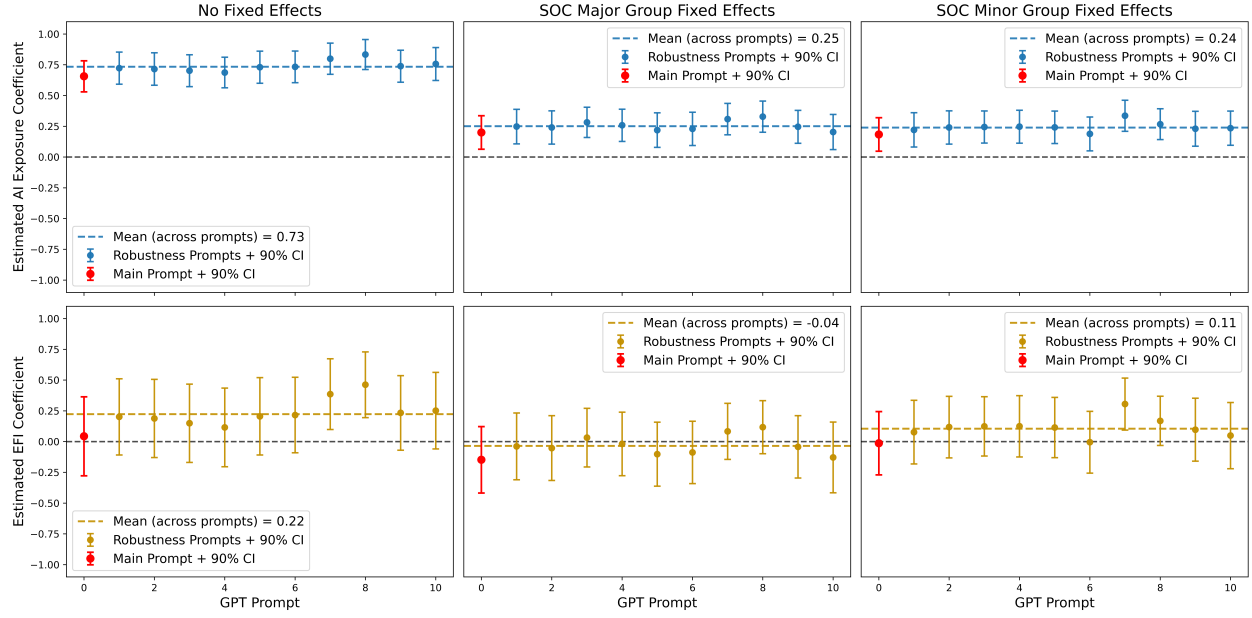 No Fixed Effects
SOC Major Group Fixed Effects
SOC Minor Group Fixed Effects
Estimated AI Exposure Coefficient
1.00
0.75
0.50
0.25
0.00
−0.25
−0.50
−0.75
−1.00
Mean (across prompts) = 0.73
Robustness Prompts + 90% CI
Main Prompt + 90% CI
Mean (across prompts) = 0.25
Robustness Prompts + 90% CI
Main Prompt + 90% CI
Mean (across prompts) = 0.24
Robustness Prompts + 90% CI
Main Prompt + 90% CI
Estimated EFI Coefficient
1.00
0.75
0.50
0.25
0.00
−0.25
−0.50
−0.75
−1.00
Mean (across prompts) = 0.22
Robustness Prompts + 90% CI
Main Prompt + 90% CI
Mean (across prompts) = -0.04
Robustness Prompts + 90% CI
Main Prompt + 90% CI
Mean (across prompts) = 0.11
Robustness Prompts + 90% CI
Main Prompt + 90% CI
0 2 4 6 8 10
0 2 4 6 8 10
0 2 4 6 8 10
GPT Prompt
GPT Prompt
GPT Prompt